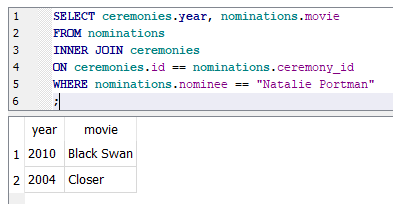 1 SELECT ceremonies.year, nominations.movie
2 FROM nominations
3 INNER JOIN ceremonies
4 ON ceremonies.id == nominations.ceremony_id
5 WHERE nominations.nominee == "Natalie Portman"
6 ;
year movie
1 2010 Black Swan
2 2004 Closer